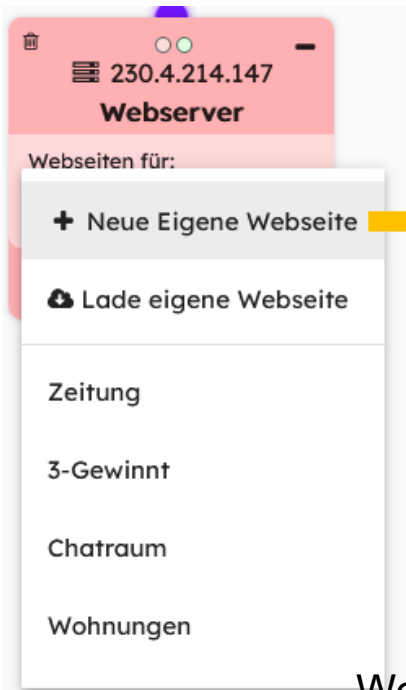 230.4.214.147
Webserver
Webseiten für:
+ Neue Eigene Webseite
Lade eigene Webseite
Zeitung
3-Gewinnt
Chatraum
Wohnungen